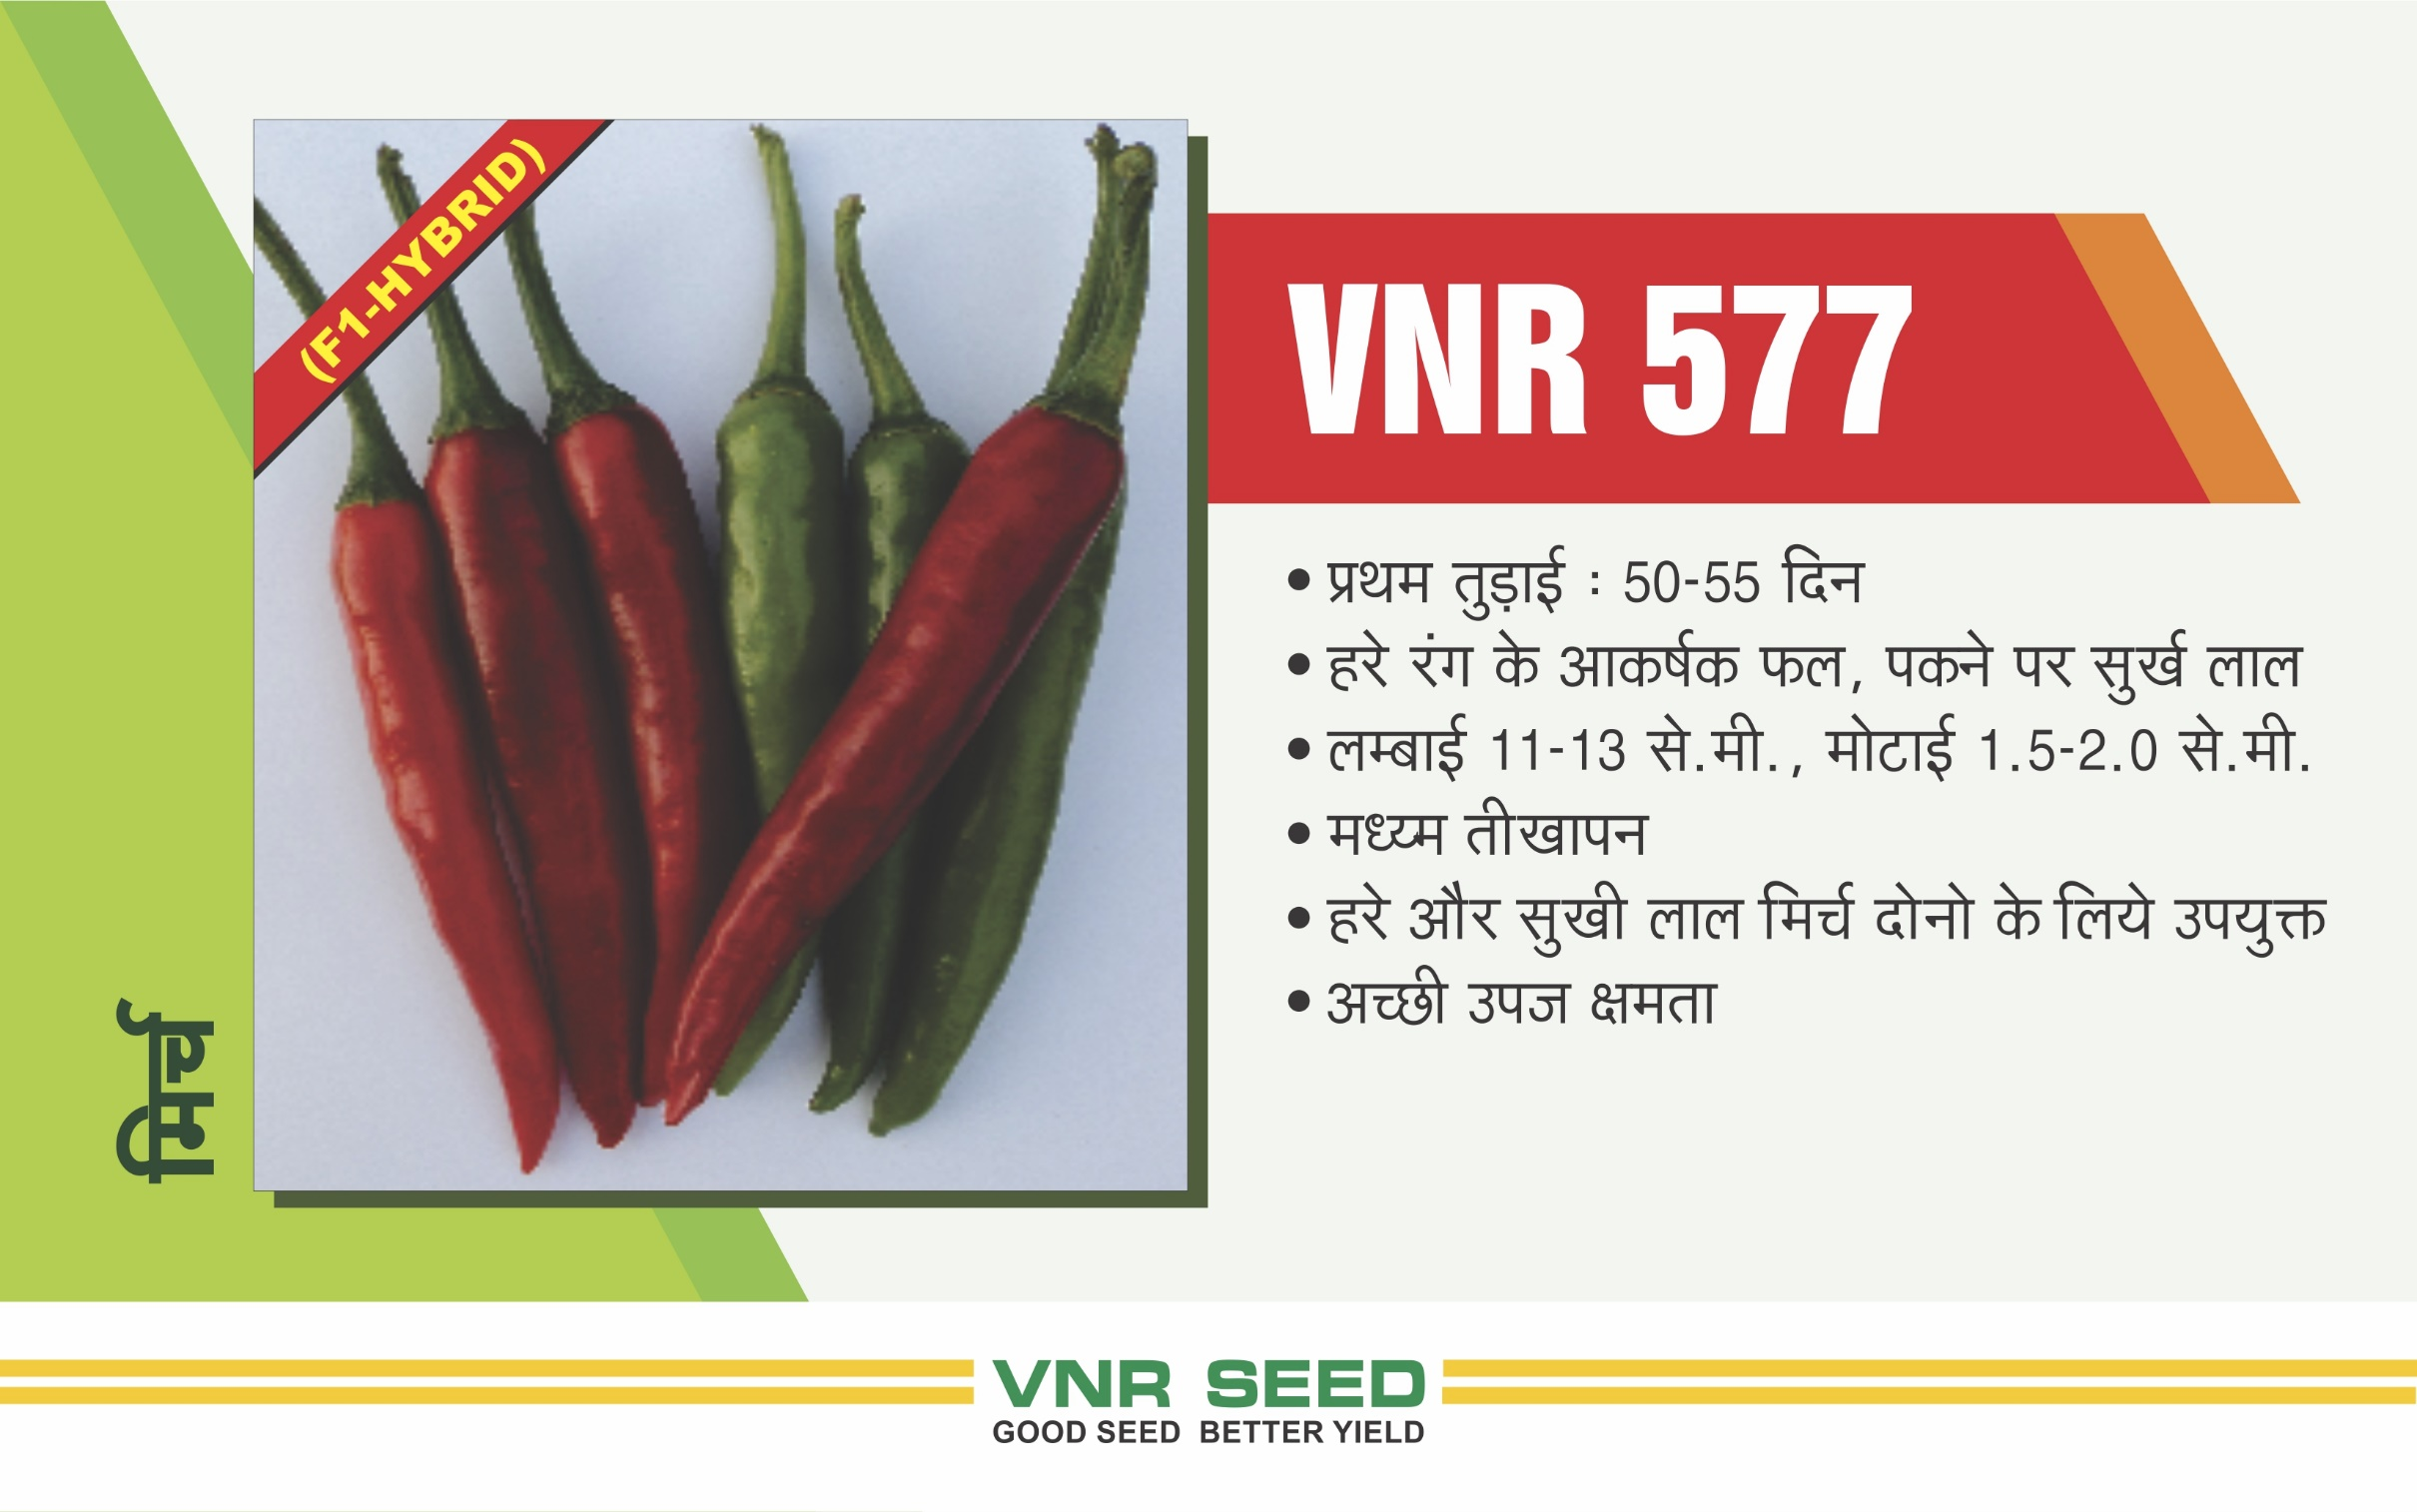 (F1-HYBRID)
VNR 577
• प्रथम तुड़ाई : 50-55 दिन
• हरे रंग के आकर्षक फल, पकने पर सुर्ख लाल
• लम्बाई 11-13 से.मी., मोटाई 1.5-2.0 से.मी.
• मध्यम तीखापन
• हरे और सुखी लाल मिर्च दोनो के लिये उपयुक्त
• अच्छी उपज क्षमता
मिर्च
VNR SEED
GOOD SEED BETTER YIELD